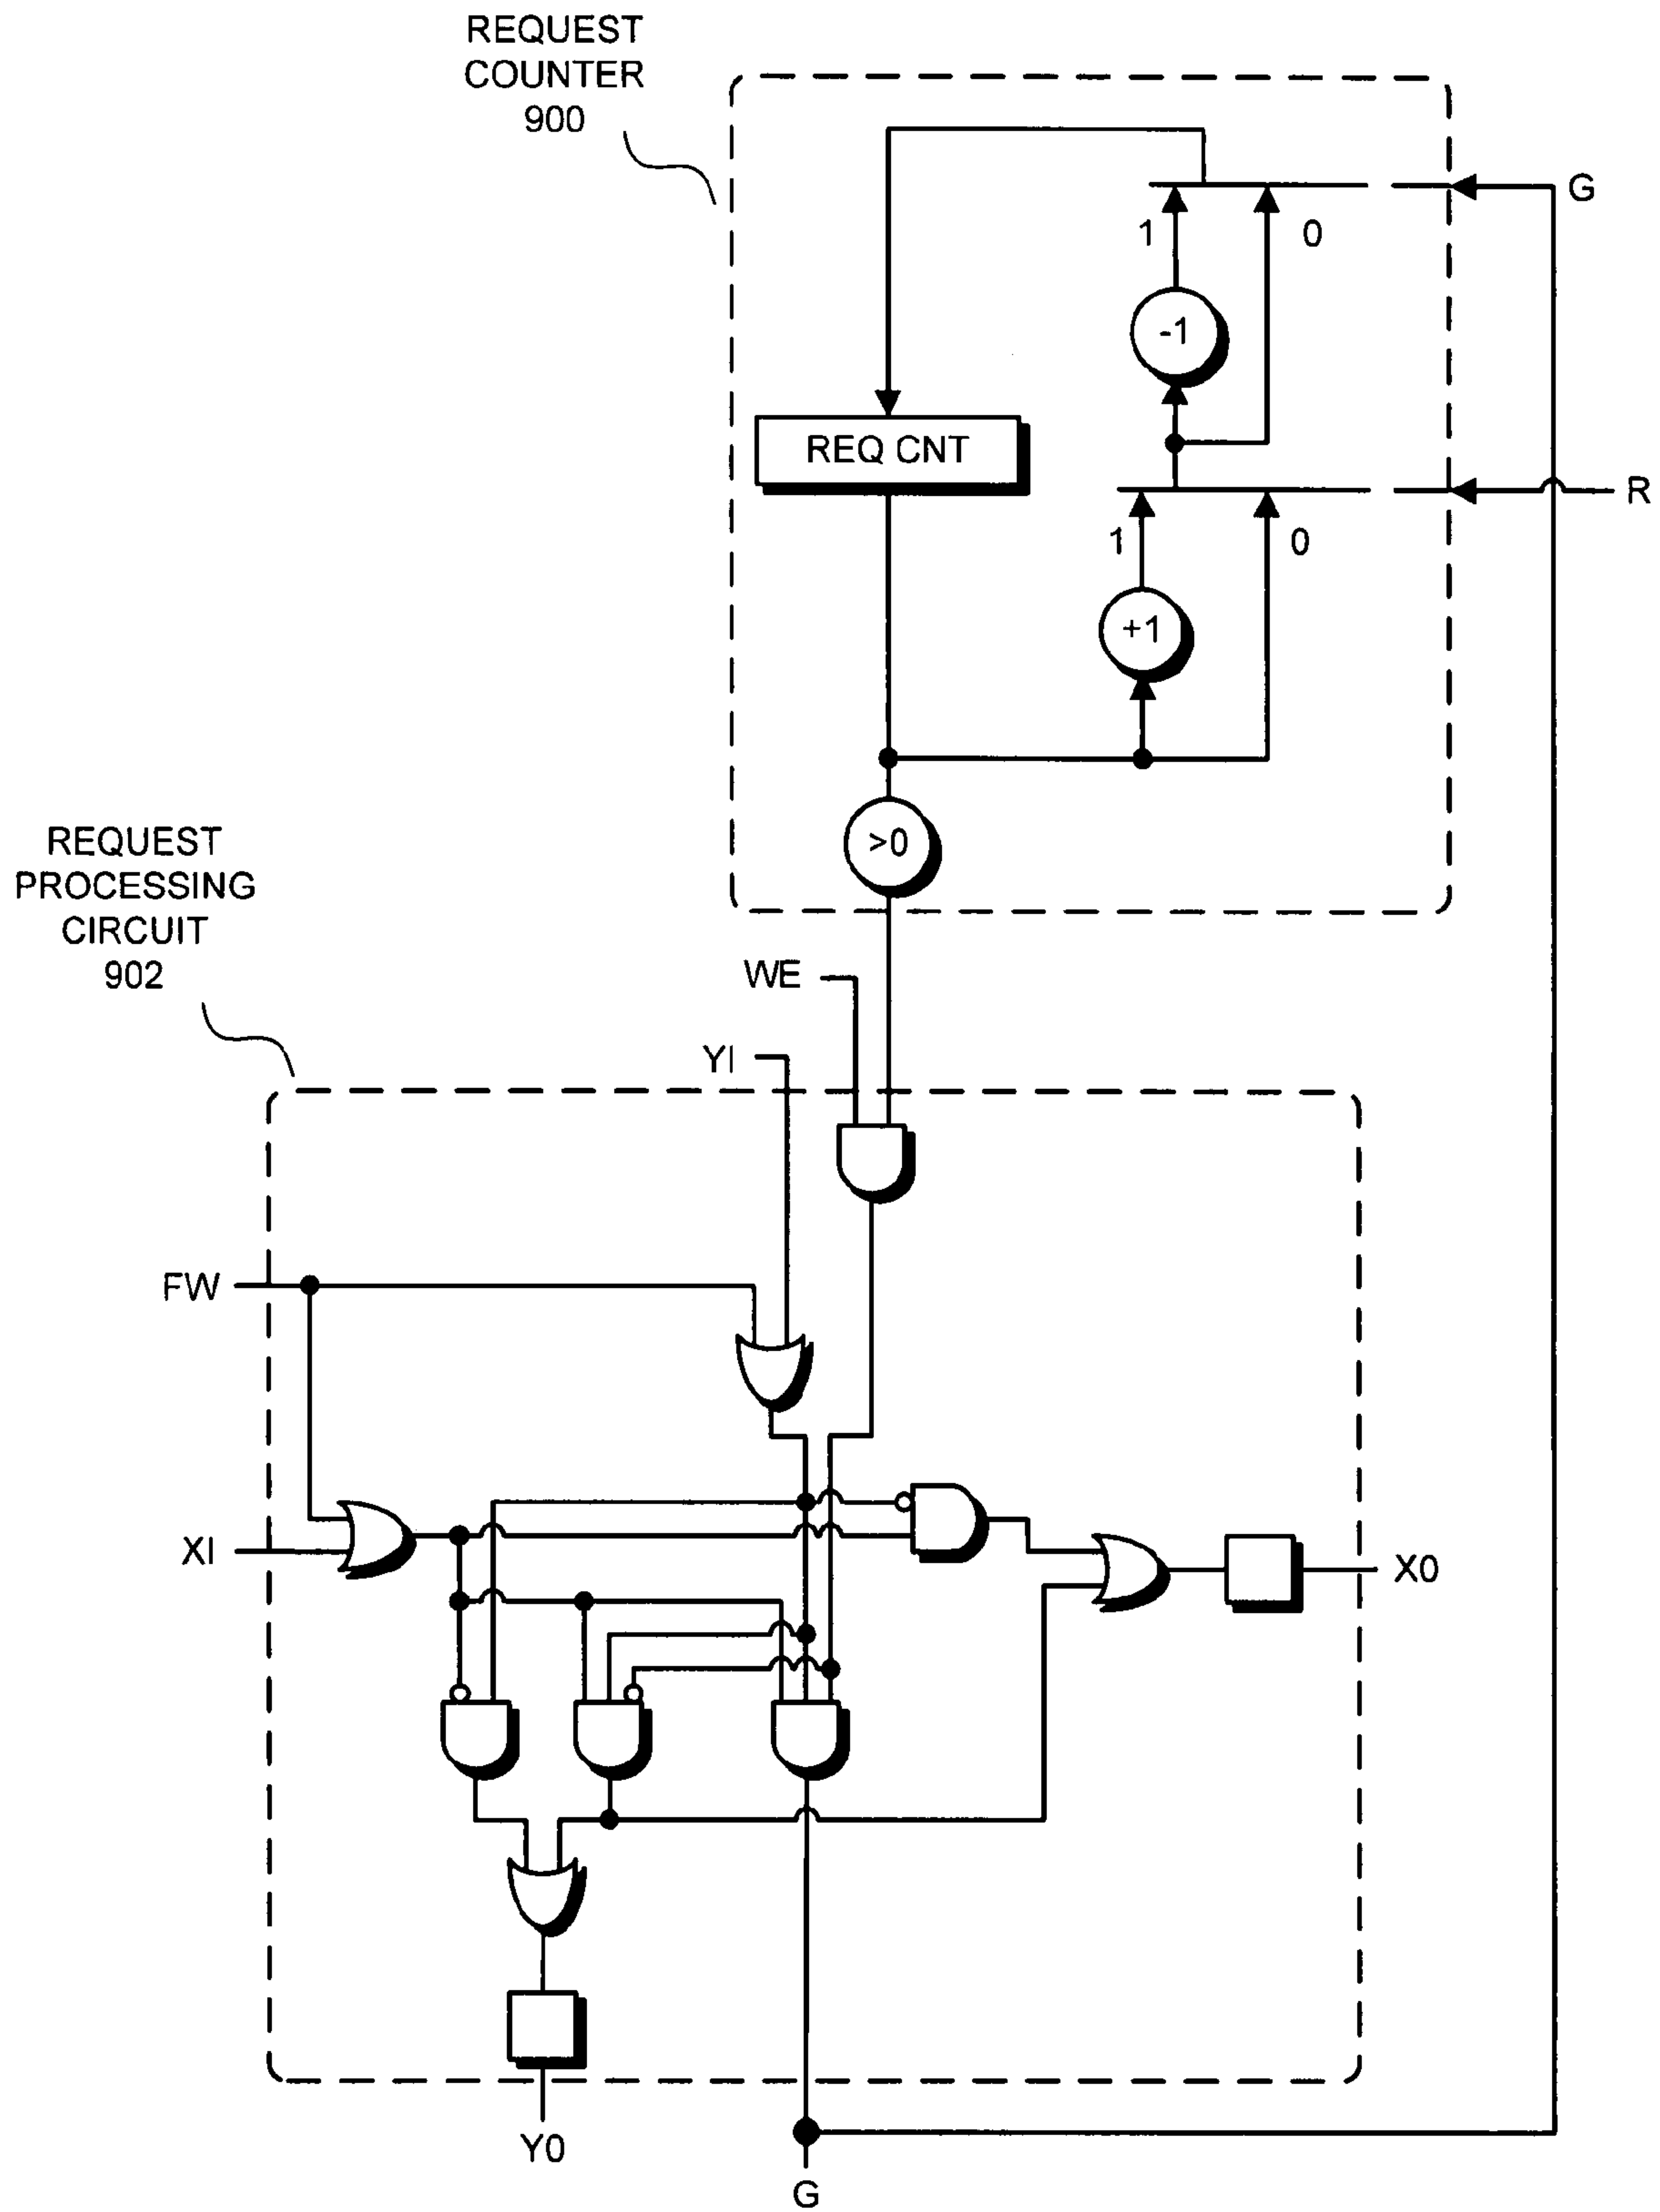 REQUEST
COUNTER
900
G
1
0
-1
REQ CNT
R
1
0
+1
>0
REQUEST
PROCESSING
CIRCUIT
902
WE
YI
FW
XI
X0
Y0
G